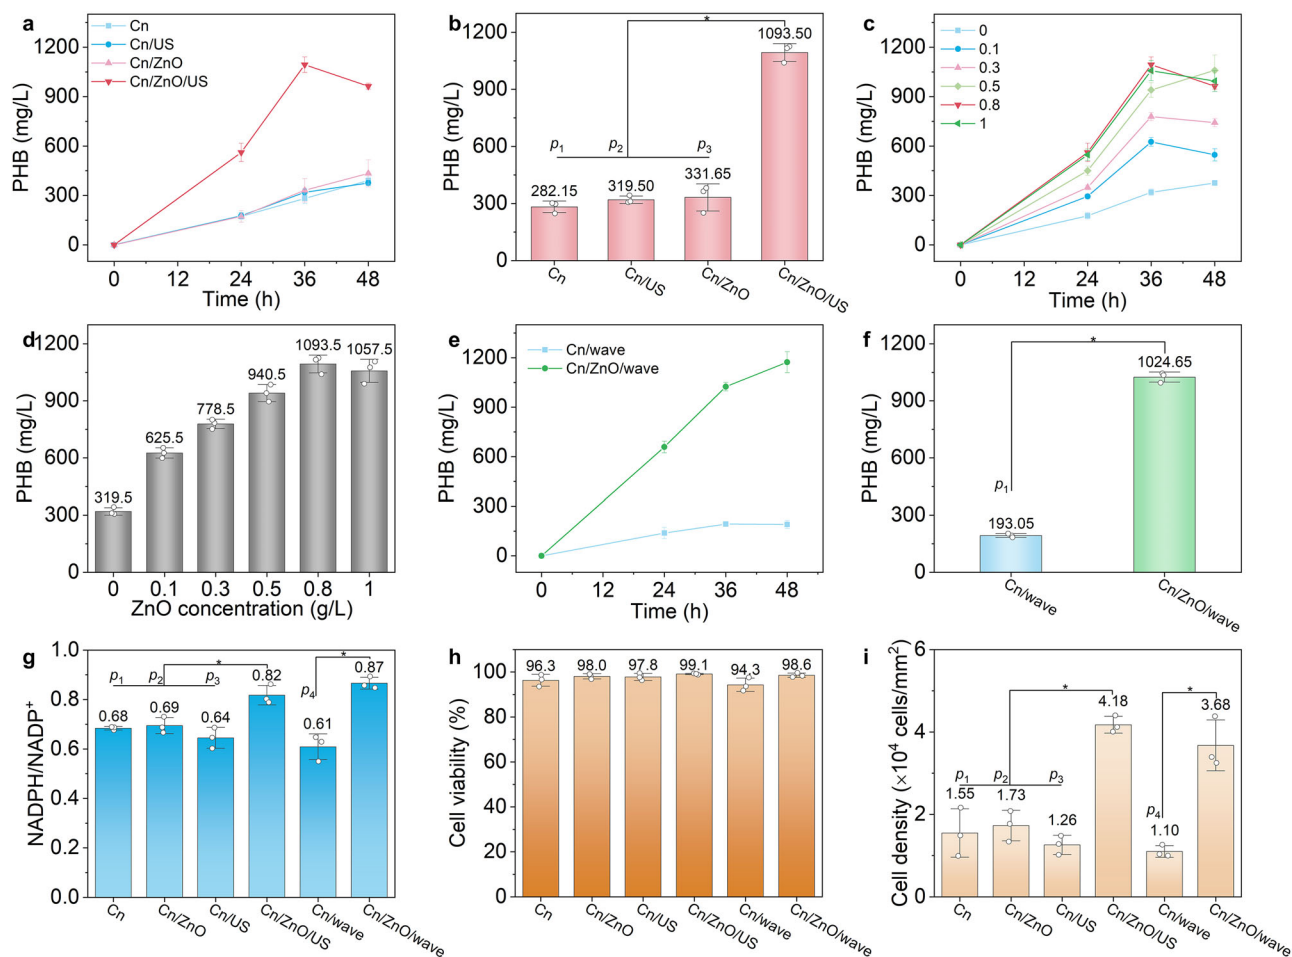 a
PHB (mg/L)
1200
900
600
300
0
Cn
Cn/US
Cn/ZnO
Cn/ZnO/US
0 12 24 36 48
Time (h)
b
PHB (mg/L)
1200
900
600
300
0
*
1093.50
p1 p2 p3
282.15 319.50 331.65
Cn Cn/US Cn/ZnO Cn/ZnO/US
c
PHB (mg/L)
1200
900
600
300
0
0
0.1
0.3
0.5
0.8
1
0 12 24 36 48
Time (h)
d
PHB (mg/L)
1200
900
600
300
0
319.5 625.5 778.5 940.5 1093.5 1057.5
0 0.1 0.3 0.5 0.8 1
ZnO concentration (g/L)
e
PHB (mg/L)
1200
900
600
300
0
Cn/wave
Cn/ZnO/wave
0 12 24 36 48
Time (h)
f
PHB (mg/L)
1200
900
600
300
0
*
1024.65
p1
193.05
Cn/wave Cn/ZnO/wave
g
NADPH/NADP+
1.0
0.8
0.6
0.4
0.2
0.0
* *
p1 p2 p3 p4
0.68 0.69 0.64 0.82 0.61 0.87
Cn Cn/ZnO Cn/US Cn/ZnO/US Cn/wave Cn/ZnO/wave
h
Cell viability (%)
100
80
60
40
20
0
96.3 98.0 97.8 99.1 94.3 98.6
Cn Cn/ZnO Cn/US Cn/ZnO/US Cn/wave Cn/ZnO/wave
i
Cell density (×10⁴ cells/mm²)
6
4
2
0
* *
p1 p2 p3 p4
1.55 1.73 1.26 4.18 1.10 3.68
Cn Cn/ZnO Cn/US Cn/ZnO/US Cn/wave Cn/ZnO/wave